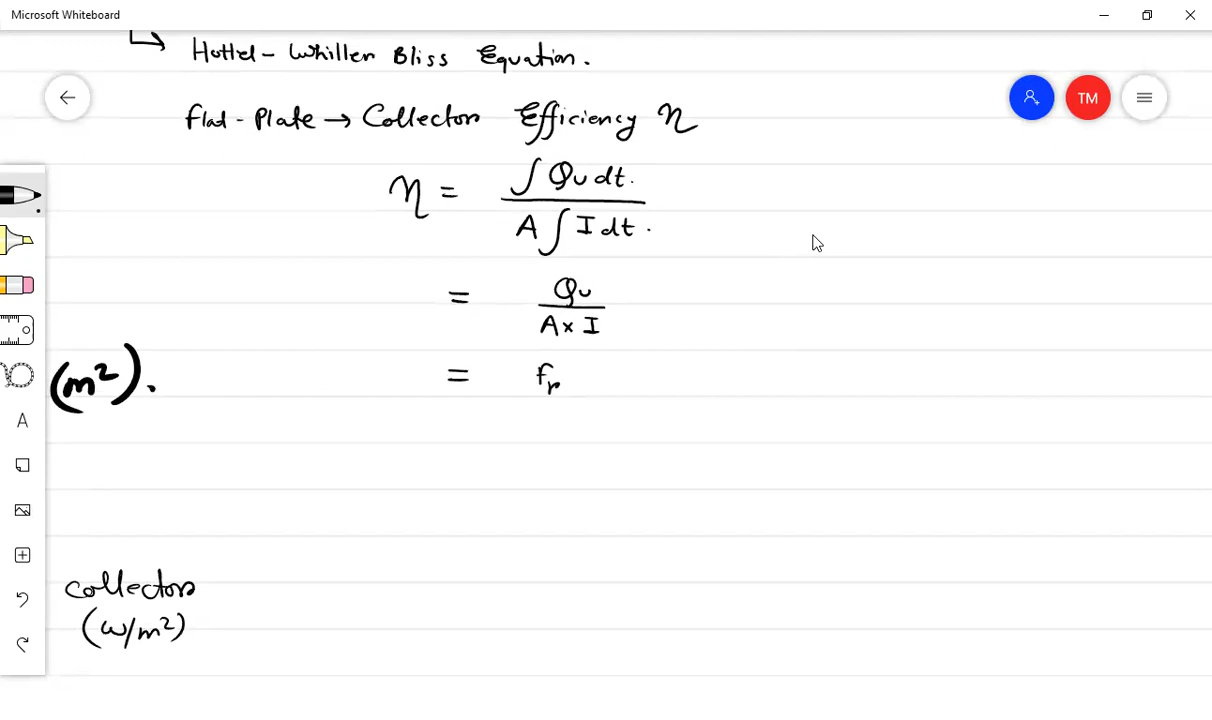 Microsoft Whiteboard
Hottel - Whiller Bliss Equation.
TM
flat - Plate → Collector Efficiency η
η = ∫ Qu dt. / A ∫ I dt.
= Qu / A × I
= Fr
(m²).
A
collector
(w/m²)